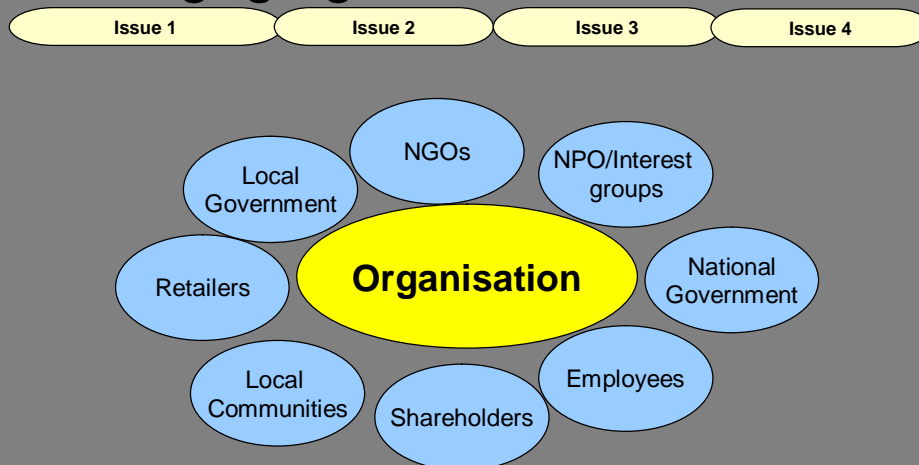 Issue 1
Issue 2
Issue 3
Issue 4
NGOs
NPO/Interest
groups
Local
Government
Organisation
National
Government
Retailers
Employees
Local
Communities
Shareholders